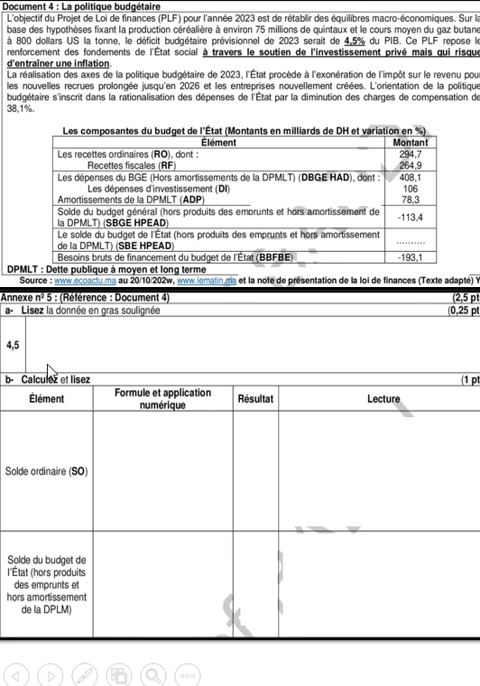 Document 4 : La politique budgétaire
L'objectif du Projet de Loi de finances (PLF) pour l'année 2023 est de rétablir des équilibres macro-économiques. Sur la
base des hypothèses fixant la production céréalière à environ 75 millions de quintaux et le cours moyen du gaz butane
à 800 dollars US la tonne, le déficit budgétaire prévisionnel de 2023 serait de 4,5% du PIB. Ce PLF repose le
renforcement des fondements de l'État social à travers le soutien de l'investissement privé mais qui risque
d'entraîner une inflation.
La réalisation des axes de la politique budgétaire de 2023, l'État procède à l'exonération de l'impôt sur le revenu pour
les nouvelles recrues prolongée jusqu'en 2026 et les entreprises nouvellement créées. L'orientation de la politique
budgétaire s'inscrit dans la rationalisation des dépenses de l'État par la diminution des charges de compensation de
38,1%.
Les composantes du budget de l'État (Montants en milliards de DH et variation en %)
Élément Montant
Les recettes ordinaires (RO), dont : 294,7
Recettes fiscales (RF) 264,9
Les dépenses du BGE (Hors amortissements de la DPMLT) (DBGE HAD), dont : 408,1
Les dépenses d'investissement (DI) 106
Amortissements de la DPMLT (ADP) 78,3
Solde du budget général (hors produits des emprunts et hors amortissement de
la DPMLT) (SBGE HPEAD) -113,4
Le solde du budget de l'État (hors produits des emprunts et hors amortissement
de la DPMLT) (SBE HPEAD) ..........
Besoins bruts de financement du budget de l'État (BBFBE) -193,1
DPMLT : Dette publique à moyen et long terme
Source : www.ecoactu.ma au 20/10/202w, www.lematin.ma et la note de présentation de la loi de finances (Texte adapté) Y
Annexe n° 5 : (Référence : Document 4) (2,5 pt
a- Lisez la donnée en gras soulignée (0,25 pt
4,5
b- Calculez et lisez (1 pt
Élément Formule et application numérique Résultat Lecture
Solde ordinaire (SO)
Solde du budget de
l'État (hors produits
des emprunts et
hors amortissement
de la DPLM)